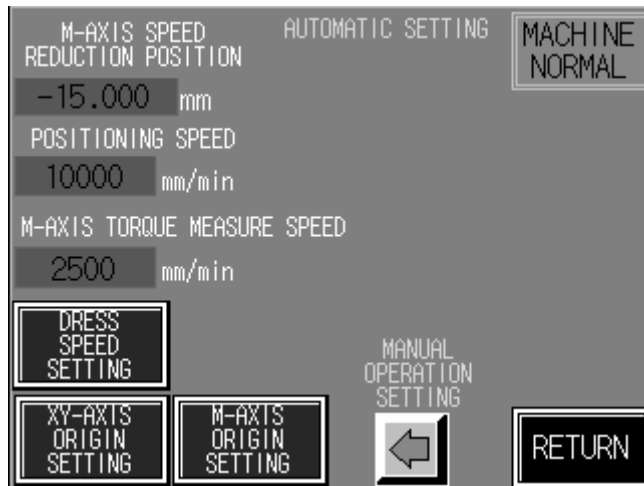 M-AXIS SPEED
REDUCTION POSITION
AUTOMATIC SETTING
MACHINE
NORMAL
-15.000 mm
POSITIONING SPEED
10000 mm/min
M-AXIS TORQUE MEASURE SPEED
2500 mm/min
DRESS
SPEED
SETTING
MANUAL
OPERATION
SETTING
XY-AXIS
ORIGIN
SETTING
M-AXIS
ORIGIN
SETTING
RETURN